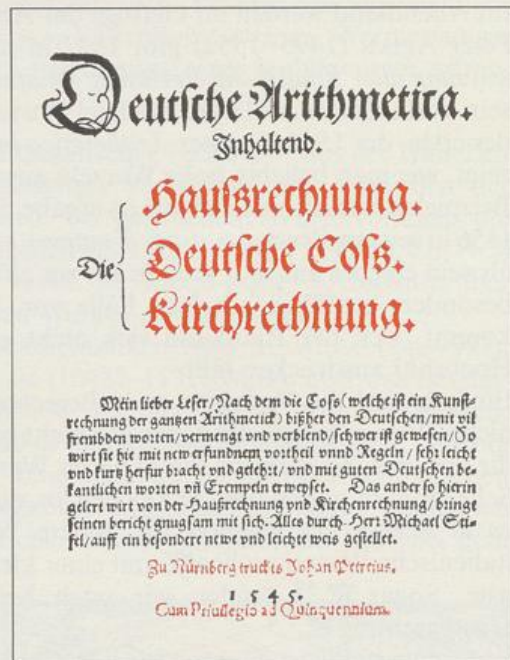 Deutsche Arithmetica.
Inhaltend.
Die
Haussrechnung.
Deutsche Coss.
Kirchrechnung.
Mein lieber Leser/Nach dem die Coss (welche ist ein Kunst-
rechnung der gantzen Arithmetick) bißher den Deutschen/mit vil
frembden worten/vermengt vnd verblend/schwer ist gewesen/So
wirt sie hie mit new erfundnem vortheil vnnd Regeln/sehr leicht
vnd kurtz herfur bracht vnd gelehrt/vnd mit guten Deutschen be-
kantlichen worten vñ Exempeln erweyset. Das ander so hierin
gelert wirt von der Haußrechnung vnd Kirchenrechnung/bringt
seinen bericht gnugsam mit sich. Alles durch Herr Michael Sti-
fel/auff ein besondere newe vnd leichte weis gestellet.
Zu Nürnberg truckts Johan Petreius.
1545.
Cum Priuilegio ad Quinquennium.